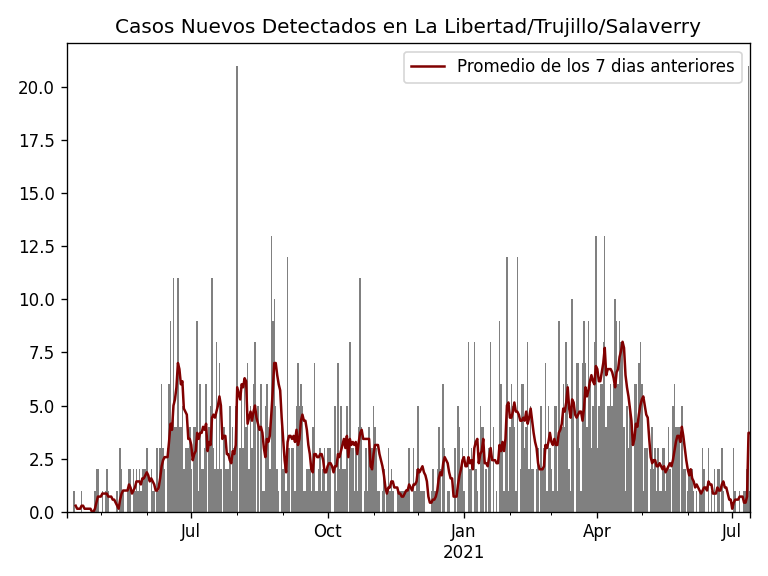 Casos Nuevos Detectados en La Libertad/Trujillo/Salaverry
Promedio de los 7 dias anteriores
20.0
17.5
15.0
12.5
10.0
7.5
5.0
2.5
0.0
Jul
Oct
Jan
Apr
Jul
2021